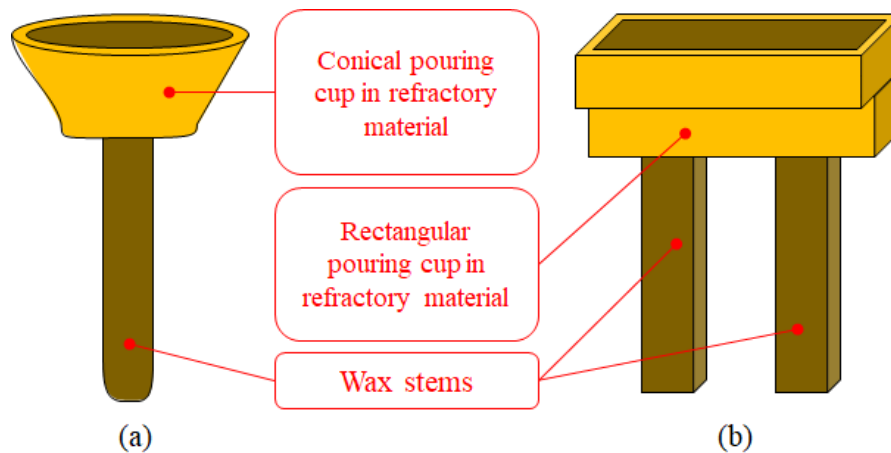 Conical pouring
cup in refractory
material
Rectangular
pouring cup in
refractory material
Wax stems
(a)
(b)